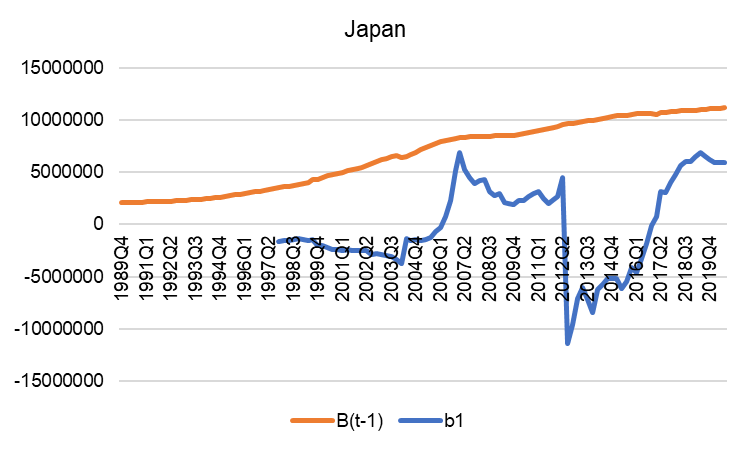 Japan
15000000
10000000
5000000
0
-5000000
-10000000
-15000000
1989Q4
1991Q1
1992Q2
1993Q3
1994Q4
1996Q1
1997Q2
1998Q3
1999Q4
2001Q1
2002Q2
2003Q3
2004Q4
2006Q1
2007Q2
2008Q3
2009Q4
2011Q1
2012Q2
2013Q3
2014Q4
2016Q1
2017Q2
2018Q3
2019Q4
B(t-1) b1